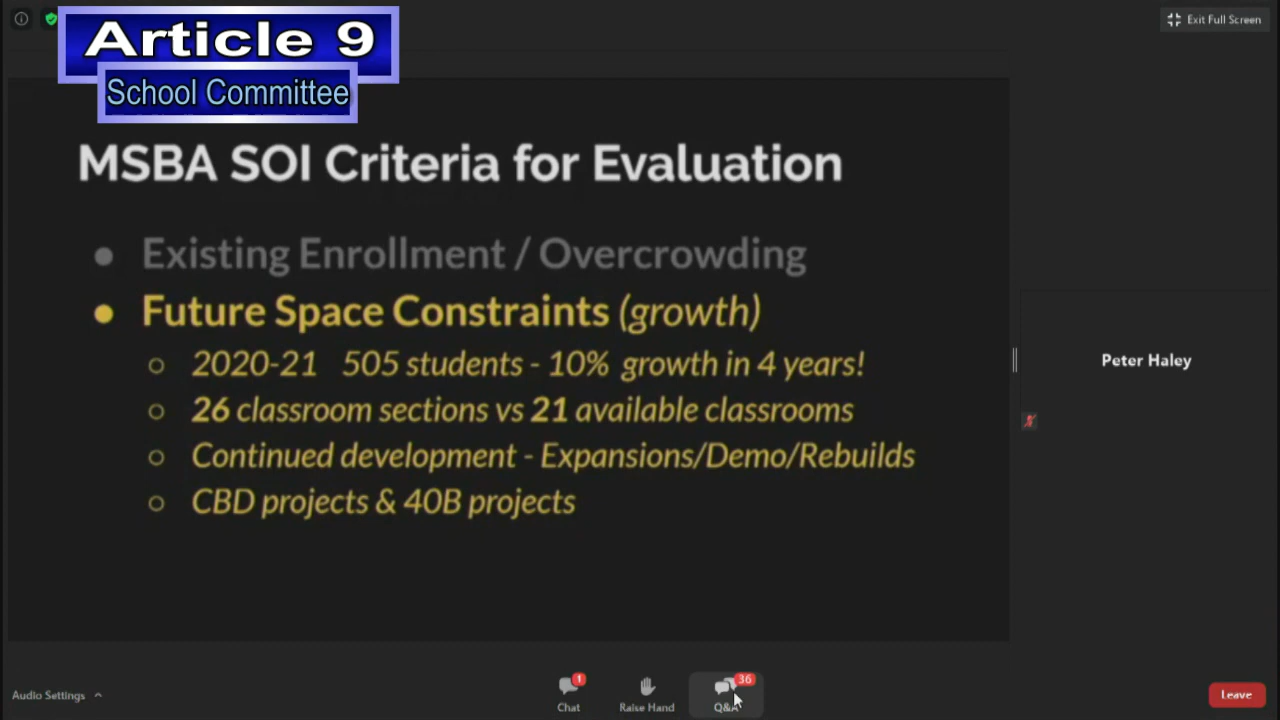 Article 9
Exit Full Screen
School Committee
MSBA SOI Criteria for Evaluation
Existing Enrollment / Overcrowding
Future Space Constraints (growth)
2020-21 505 students - 10% growth in 4 years!
26 classroom sections vs 21 available classrooms
Continued development - Expansions/Demo/Rebuilds
CBD projects & 40B projects
Peter Haley
Audio Settings
1
Chat
Raise Hand
36
Q&A
Leave